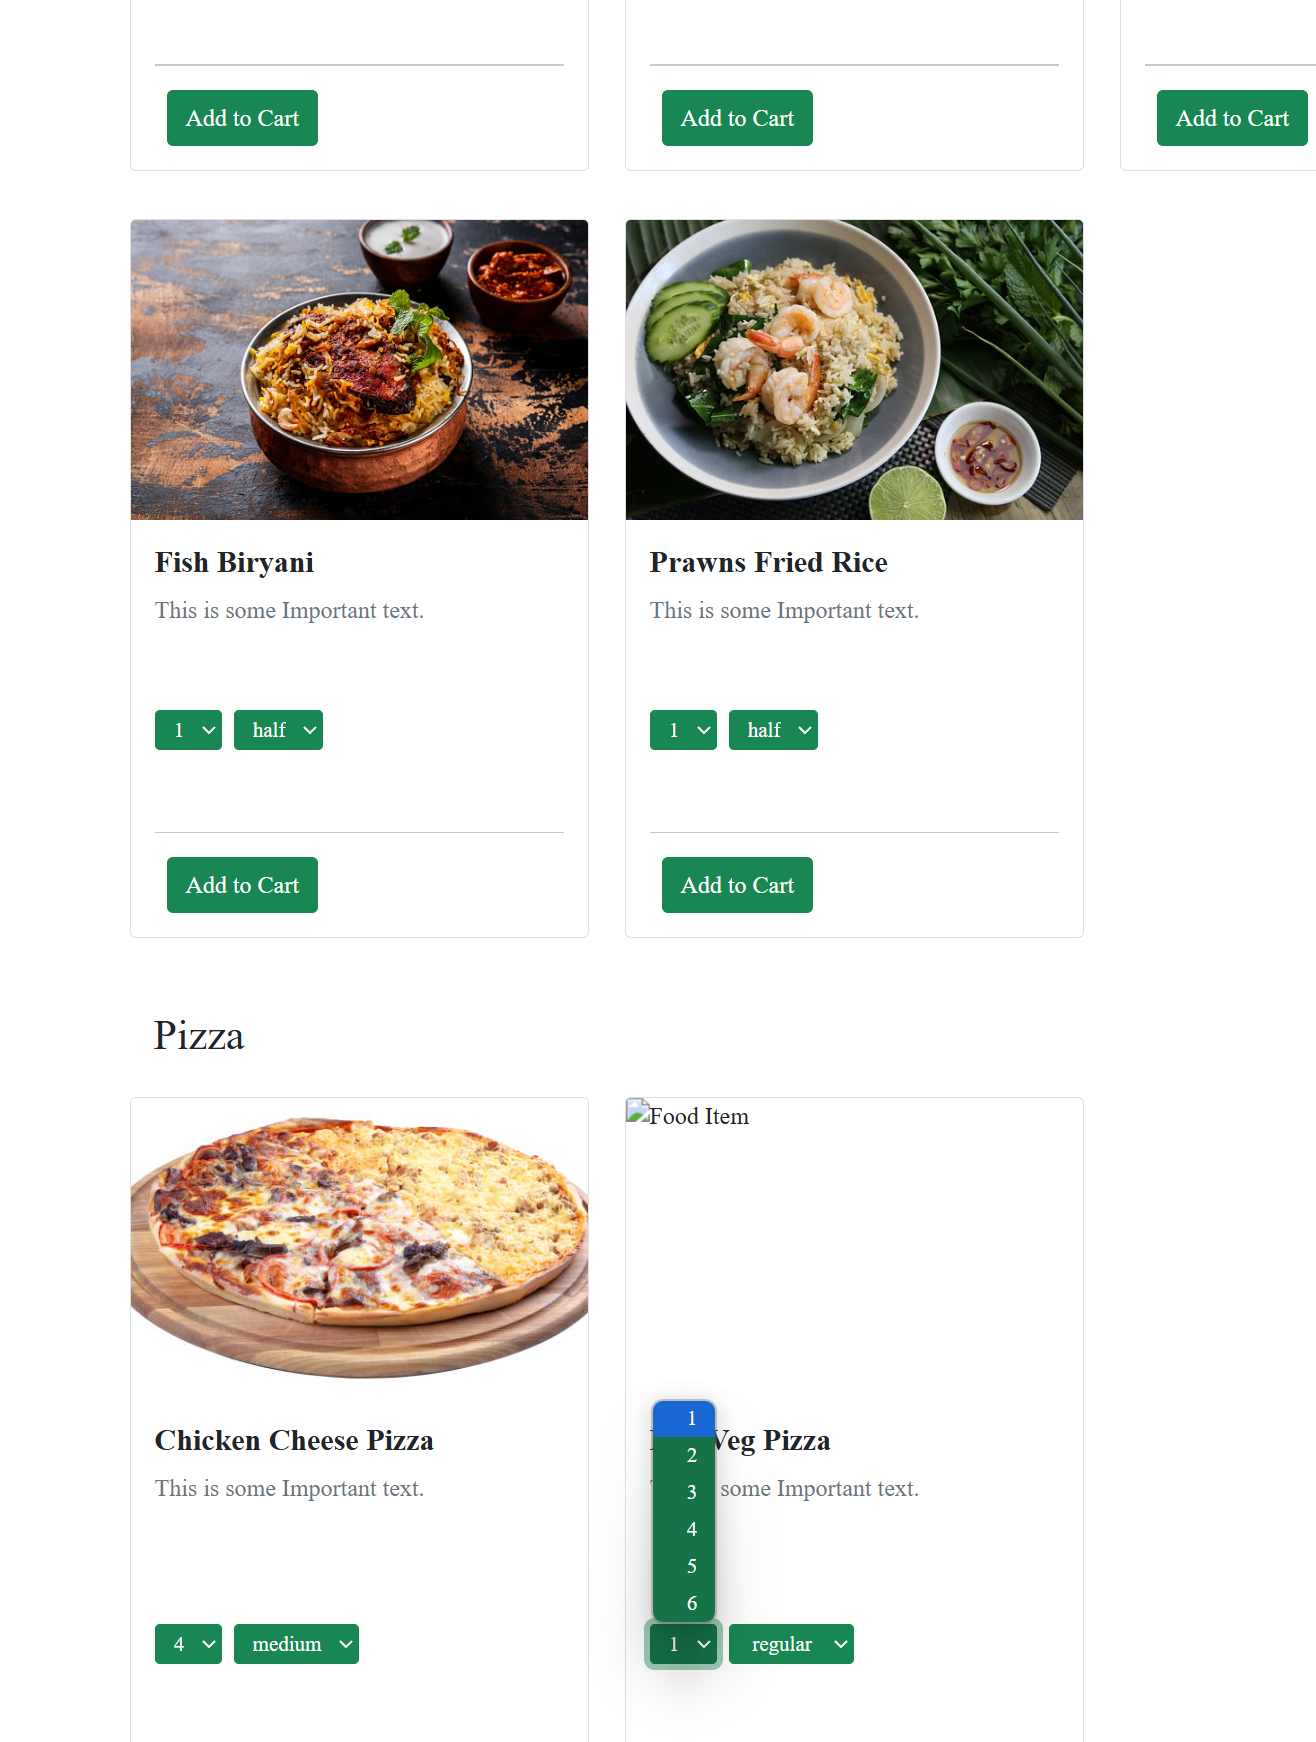 Add to Cart
Add to Cart
Add to Cart
Fish Biryani
This is some Important text.
1 half
Add to Cart
Prawns Fried Rice
This is some Important text.
1 half
Add to Cart
Pizza
Chicken Cheese Pizza
This is some Important text.
4 medium
Food Item
Veg Pizza
some Important text.
1
2
3
4
5
6
1 regular